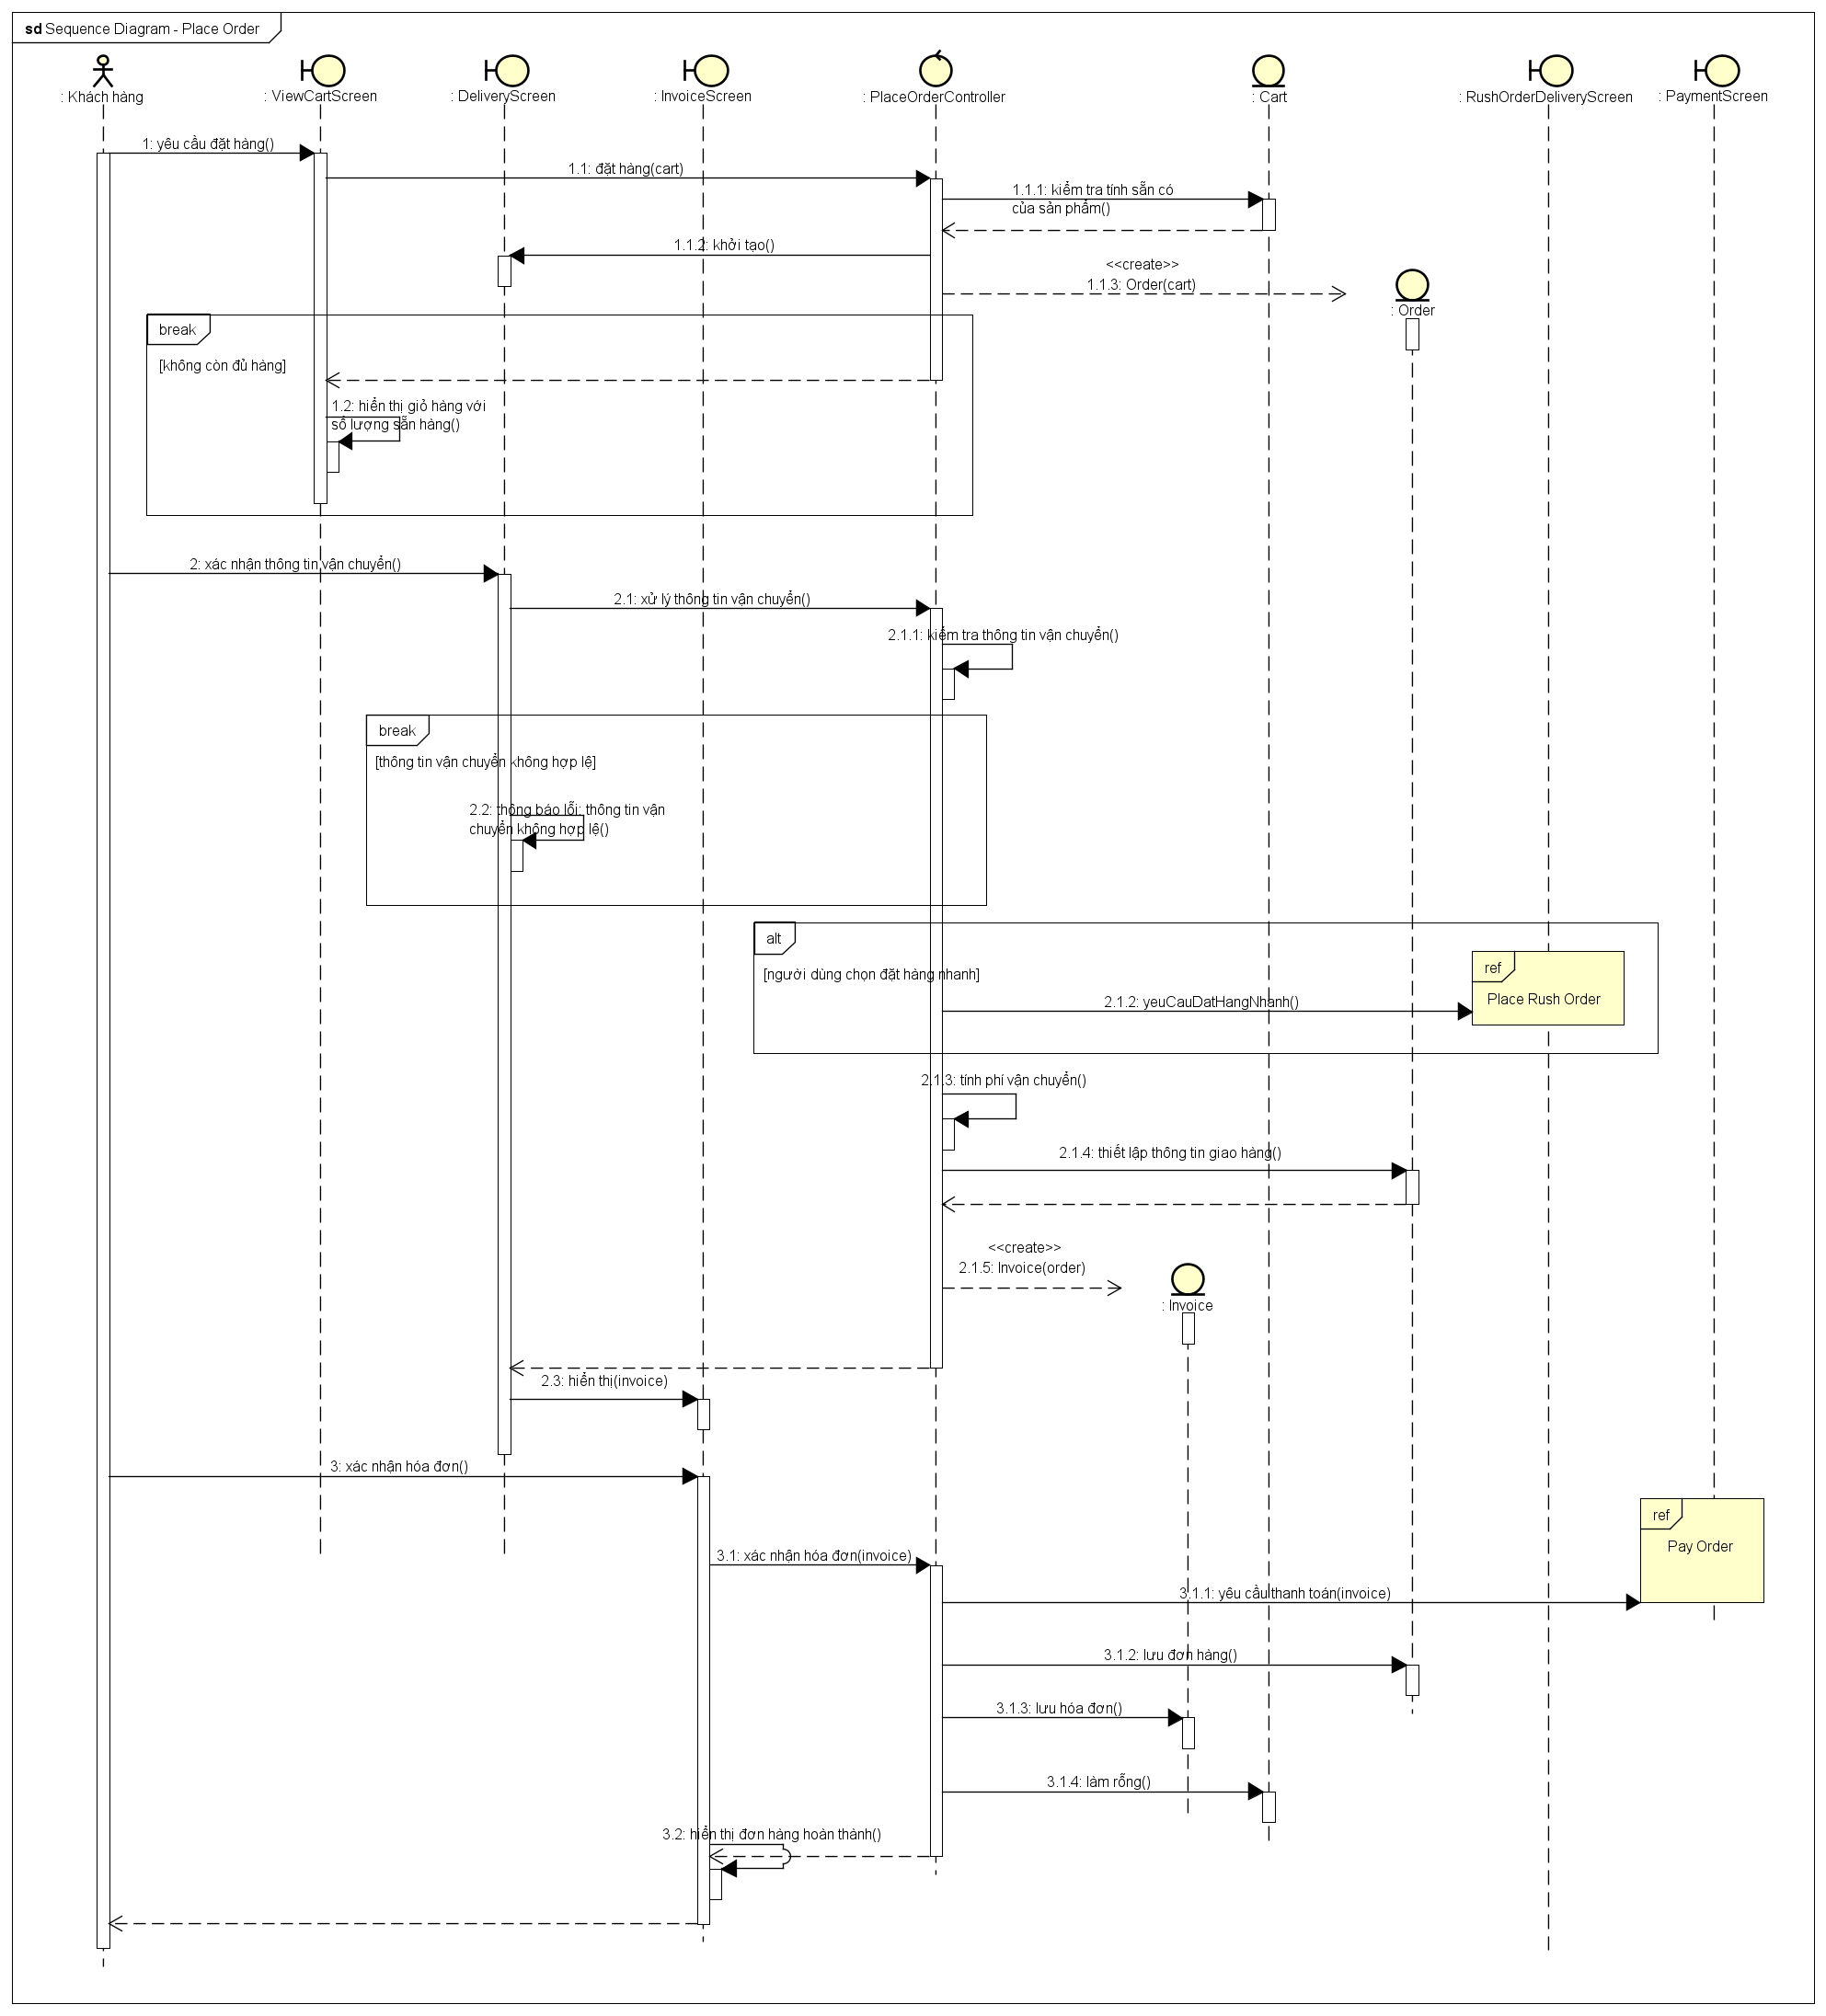 sd Sequence Diagram - Place Order
: Khách hàng
: ViewCartScreen
: DeliveryScreen
: InvoiceScreen
: PlaceOrderController
: Cart
: RushOrderDeliveryScreen
: PaymentScreen
1: yêu cầu đặt hàng()
1.1: đặt hàng(cart)
1.1.1: kiểm tra tính sẵn có
của sản phẩm()
1.1.2: khởi tạo()
<<create>>
1.1.3: Order(cart)
: Order
break
[không còn đủ hàng]
1.2: hiển thị giỏ hàng với
số lượng sẵn hàng()
2: xác nhận thông tin vận chuyển()
2.1: xử lý thông tin vận chuyển()
2.1.1: kiểm tra thông tin vận chuyển()
break
[thông tin vận chuyển không hợp lệ]
2.2: thông báo lỗi: thông tin vận
chuyển không hợp lệ()
alt
[người dùng chọn đặt hàng nhanh]
ref
Place Rush Order
2.1.2: yeuCauDatHangNhanh()
2.1.3: tính phí vận chuyển()
2.1.4: thiết lập thông tin giao hàng()
<<create>>
2.1.5: Invoice(order)
: Invoice
2.3: hiển thị(invoice)
3: xác nhận hóa đơn()
ref
Pay Order
3.1: xác nhận hóa đơn(invoice)
3.1.1: yêu cầu thanh toán(invoice)
3.1.2: lưu đơn hàng()
3.1.3: lưu hóa đơn()
3.1.4: làm rỗng()
3.2: hiển thị đơn hàng hoàn thành()